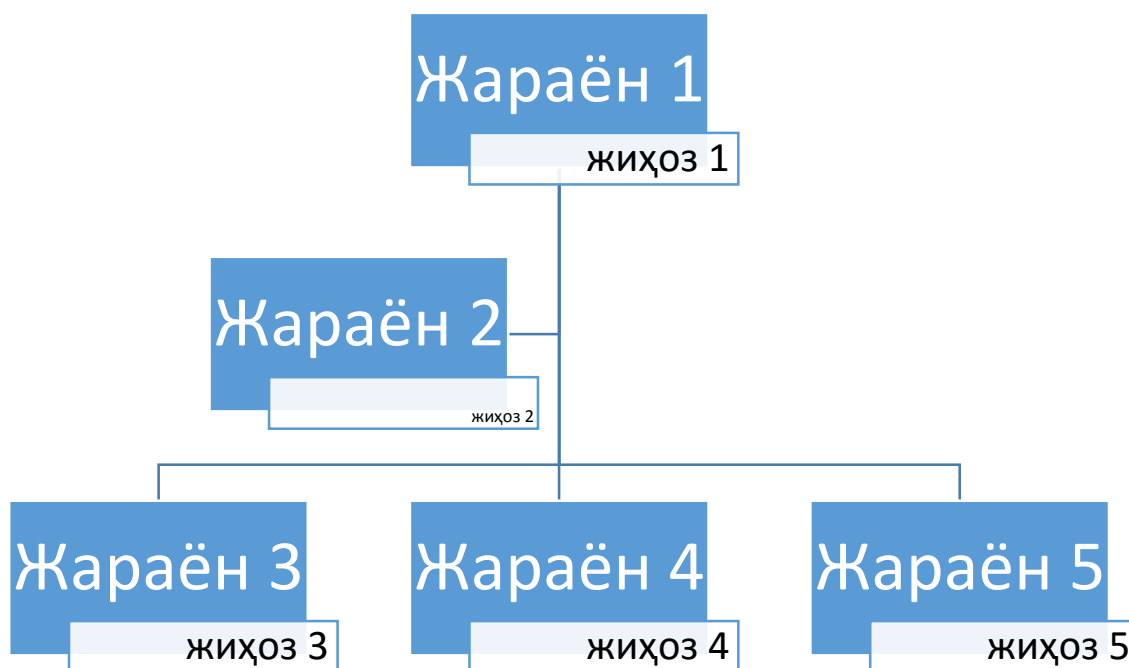 Жараён 1
жиҳоз 1
Жараён 2
жиҳоз 2
Жараён 3
жиҳоз 3
Жараён 4
жиҳоз 4
Жараён 5
жиҳоз 5